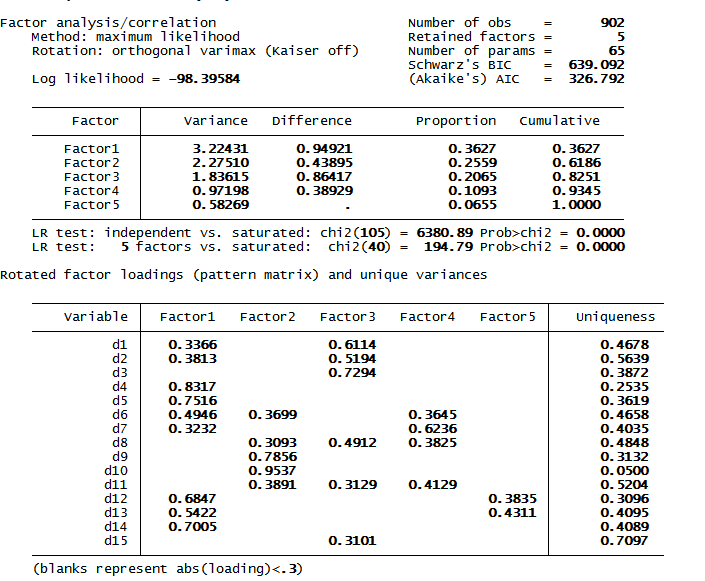 Factor analysis/correlation Number of obs = 902
Method: maximum likelihood Retained factors = 5
Rotation: orthogonal varimax (Kaiser off) Number of params = 65
Schwarz's BIC = 639.092
Log likelihood = -98.39584 (Akaike's) AIC = 326.792
Factor Variance Difference Proportion Cumulative
Factor1 3.22431 0.94921 0.3627 0.3627
Factor2 2.27510 0.43895 0.2559 0.6186
Factor3 1.83615 0.86417 0.2065 0.8251
Factor4 0.97198 0.38929 0.1093 0.9345
Factor5 0.58269 . 0.0655 1.0000
LR test: independent vs. saturated: chi2(105) = 6380.89 Prob>chi2 = 0.0000
LR test: 5 factors vs. saturated: chi2(40) = 194.79 Prob>chi2 = 0.0000
Rotated factor loadings (pattern matrix) and unique variances
Variable Factor1 Factor2 Factor3 Factor4 Factor5 Uniqueness
d1 0.3366 0.6114 0.4678
d2 0.3813 0.5194 0.5639
d3 0.7294 0.3872
d4 0.8317 0.2535
d5 0.7516 0.3619
d6 0.4946 0.3699 0.3645 0.4658
d7 0.3232 0.6236 0.4035
d8 0.3093 0.4912 0.3825 0.4848
d9 0.7856 0.3132
d10 0.9537 0.0500
d11 0.3891 0.3129 0.4129 0.5204
d12 0.6847 0.3835 0.3096
d13 0.5422 0.4311 0.4095
d14 0.7005 0.4089
d15 0.3101 0.7097
(blanks represent abs(loading)<.3)